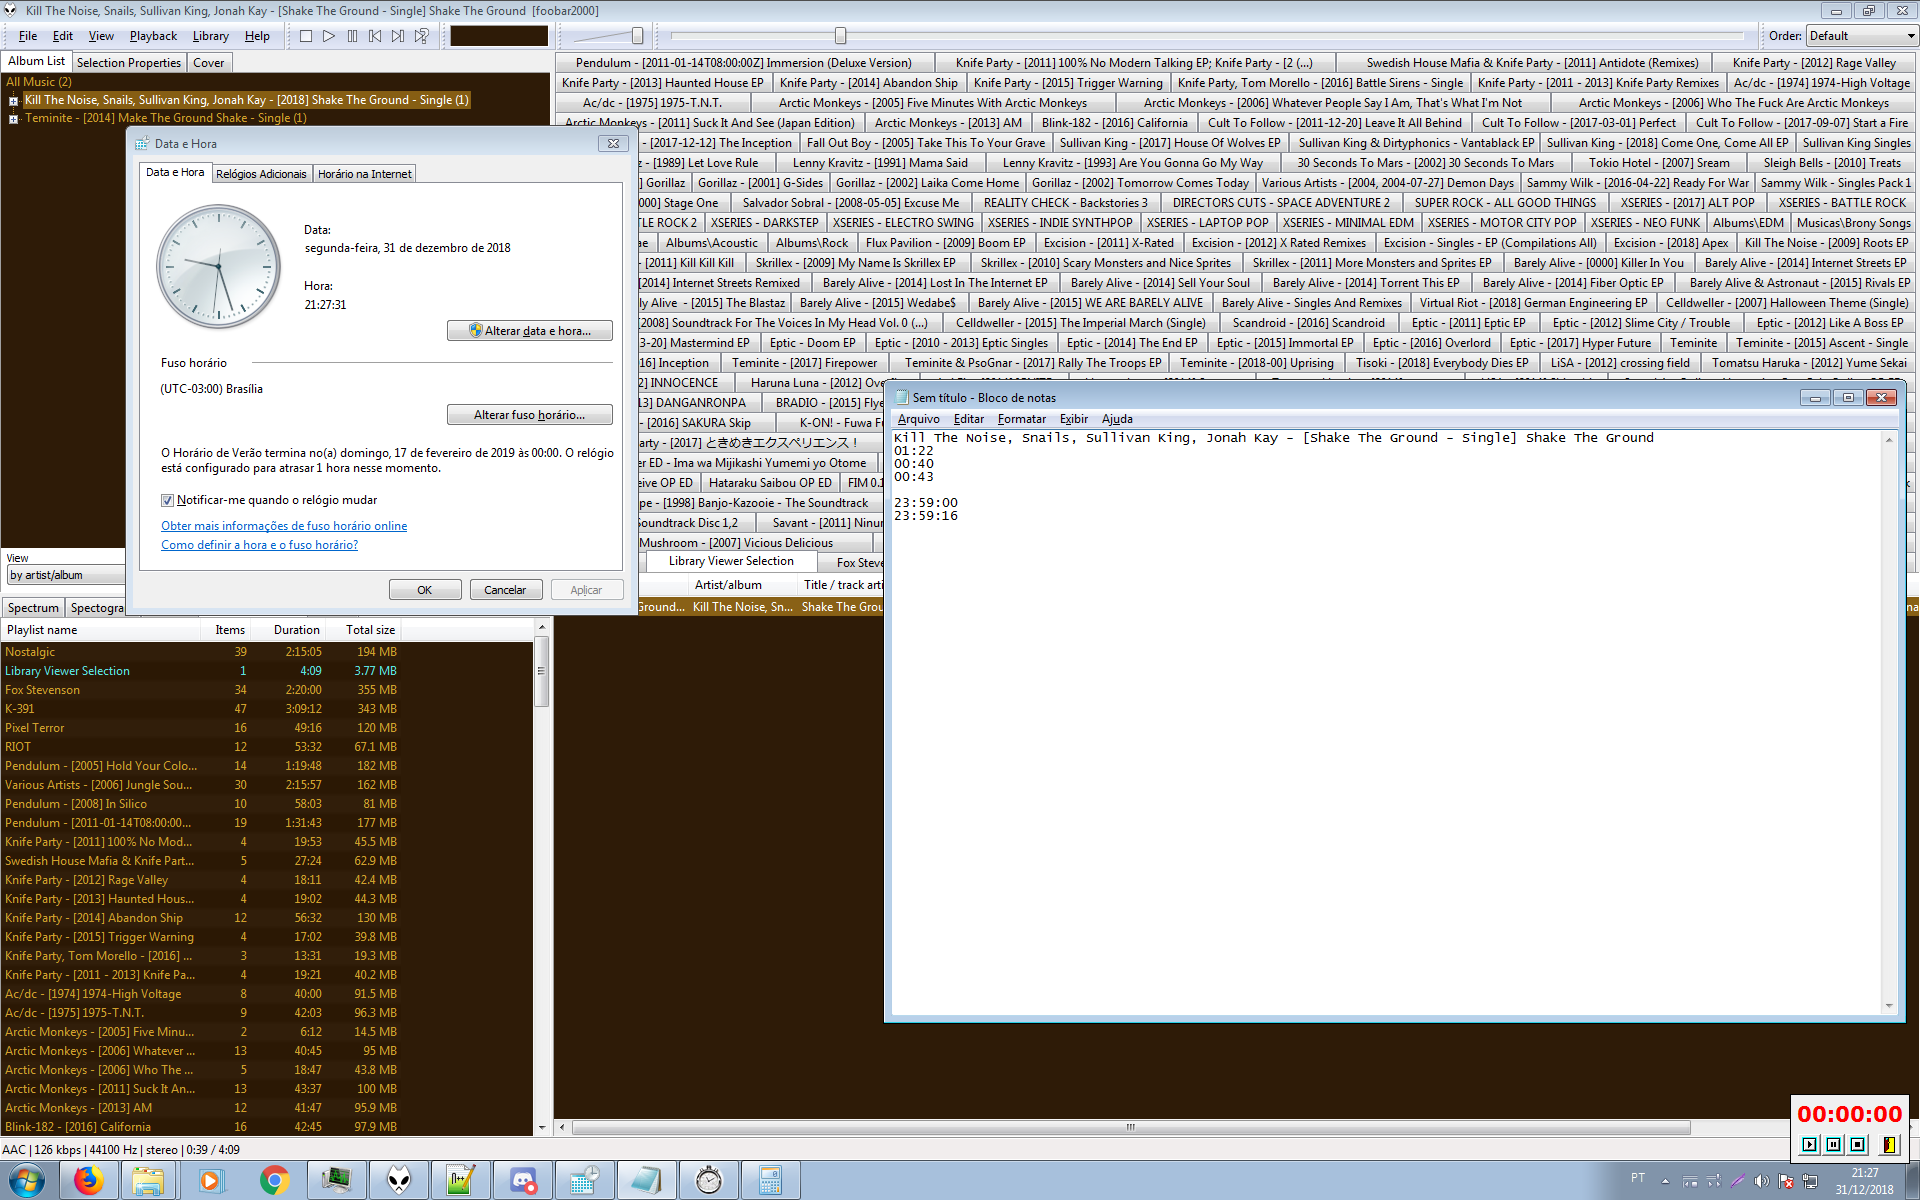 Kill The Noise, Snails, Sullivan King, Jonah Kay - [Shake The Ground - Single] Shake The Ground  [foobar2000]
File Edit View Playback Library Help
Order: Default
Album List Selection Properties Cover
All Music (2)
Kill The Noise, Snails, Sullivan King, Jonah Kay - [2018] Shake The Ground - Single (1)
Teminite - [2014] Make The Ground Shake - Single (1)
Pendulum - [2011-01-14T08:00:00Z] Immersion (Deluxe Version) Knife Party - [2011] 100% No Modern Talking EP; Knife Party - [2 (...) Swedish House Mafia & Knife Party - [2011] Antidote (Remixes) Knife Party - [2012] Rage Valley
Knife Party - [2013] Haunted House EP Knife Party - [2014] Abandon Ship Knife Party - [2015] Trigger Warning Knife Party, Tom Morello - [2016] Battle Sirens - Single Knife Party - [2011 - 2013] Knife Party Remixes Ac/dc - [1974] 1974-High Voltage
Ac/dc - [1975] 1975-T.N.T. Arctic Monkeys - [2005] Five Minutes With Arctic Monkeys Arctic Monkeys - [2006] Whatever People Say I Am, That's What I'm Not Arctic Monkeys - [2006] Who The Fuck Are Arctic Monkeys
Arctic Monkeys - [2011] Suck It And See (Japan Edition) Arctic Monkeys - [2013] AM Blink-182 - [2016] California Cult To Follow - [2011-12-20] Leave It All Behind Cult To Follow - [2017-03-01] Perfect Cult To Follow - [2017-09-07] Start a Fire
- [2017-12-12] The Inception Fall Out Boy - [2005] Take This To Your Grave Sullivan King - [2017] House Of Wolves EP Sullivan King & Dirtyphonics - Vantablack EP Sullivan King - [2018] Come One, Come All EP Sullivan King Singles
z - [1989] Let Love Rule Lenny Kravitz - [1991] Mama Said Lenny Kravitz - [1993] Are You Gonna Go My Way 30 Seconds To Mars - [2002] 30 Seconds To Mars Tokio Hotel - [2007] Sream Sleigh Bells - [2010] Treats
] Gorillaz Gorillaz - [2001] G-Sides Gorillaz - [2002] Laika Come Home Gorillaz - [2002] Tomorrow Comes Today Various Artists - [2004, 2004-07-27] Demon Days Sammy Wilk - [2016-04-22] Ready For War Sammy Wilk - Singles Pack 1
000] Stage One Salvador Sobral - [2008-05-05] Excuse Me REALITY CHECK - Backstories 3 DIRECTORS CUTS - SPACE ADVENTURE 2 SUPER ROCK - ALL GOOD THINGS XSERIES - [2017] ALT POP XSERIES - BATTLE ROCK
TLE ROCK 2 XSERIES - DARKSTEP XSERIES - ELECTRO SWING XSERIES - INDIE SYNTHPOP XSERIES - LAPTOP POP XSERIES - MINIMAL EDM XSERIES - MOTOR CITY POP XSERIES - NEO FUNK Albums\EDM Musicas\Brony Songs
ae Albums\Acoustic Albums\Rock Flux Pavilion - [2009] Boom EP Excision - [2011] X-Rated Excision - [2012] X Rated Remixes Excision - Singles - EP (Compilations All) Excision - [2018] Apex Kill The Noise - [2009] Roots EP
- [2011] Kill Kill Kill Skrillex - [2009] My Name Is Skrillex EP Skrillex - [2010] Scary Monsters and Nice Sprites Skrillex - [2011] More Monsters and Sprites EP Barely Alive - [0000] Killer In You Barely Alive - [2014] Internet Streets EP
[2014] Internet Streets Remixed Barely Alive - [2014] Lost In The Internet EP Barely Alive - [2014] Sell Your Soul Barely Alive - [2014] Torrent This EP Barely Alive - [2014] Fiber Optic EP Barely Alive & Astronaut - [2015] Rivals EP
ly Alive  - [2015] The Blastaz Barely Alive - [2015] Wedabe$ Barely Alive - [2015] WE ARE BARELY ALIVE Barely Alive - Singles And Remixes Virtual Riot - [2018] German Engineering EP Celldweller - [2007] Halloween Theme (Single)
[2008] Soundtrack For The Voices In My Head Vol. 0 (...) Celldweller - [2015] The Imperial March (Single) Scandroid - [2016] Scandroid Eptic - [2011] Eptic EP Eptic - [2012] Slime City / Trouble Eptic - [2012] Like A Boss EP
3-20] Mastermind EP Eptic - Doom EP Eptic - [2010 - 2013] Eptic Singles Eptic - [2014] The End EP Eptic - [2015] Immortal EP Eptic - [2016] Overlord Eptic - [2017] Hyper Future Teminite Teminite - [2015] Ascent - Single
16] Inception Teminite - [2017] Firepower Teminite & PsoGnar - [2017] Rally The Troops EP Teminite - [2018-00] Uprising Tisoki - [2018] Everybody Dies EP LiSA - [2012] crossing field Tomatsu Haruka - [2012] Yume Sekai
2] INNOCENCE Haruna Luna - [2012] Ove
13] DANGANRONPA BRADIO - [2015] Flye
- [2016] SAKURA Skip K-ON! - Fuwa F
arty - [2017] ときめきエクスペリエンス！
er ED - Ima wa Mijikashi Yumemi yo Otome
eive OP ED Hataraku Saibou OP ED FIM 0.1
pe - [1998] Banjo-Kazooie - The Soundtrack
Soundtrack Disc 1,2 Savant - [2011] Ninur
Mushroom - [2007] Vicious Delicious
Library Viewer Selection Fox Steve
Artist/album Title / track arti
Ground... Kill The Noise, Sn... Shake The Grou
Data e Hora
Data e Hora Relógios Adicionais Horário na Internet
Data:
segunda-feira, 31 de dezembro de 2018
Hora:
21:27:31
Alterar data e hora...
Fuso horário
(UTC-03:00) Brasília
Alterar fuso horário...
O Horário de Verão termina no(a) domingo, 17 de fevereiro de 2019 às 00:00. O relógio
está configurado para atrasar 1 hora nesse momento.
Notificar-me quando o relógio mudar
Obter mais informações de fuso horário online
Como definir a hora e o fuso horário?
OK Cancelar Aplicar
Sem título - Bloco de notas
Arquivo Editar Formatar Exibir Ajuda
Kill The Noise, Snails, Sullivan King, Jonah Kay - [Shake The Ground - Single] Shake The Ground
01:22
00:40
00:43
23:59:00
23:59:16
View
by artist/album
Spectrum Spectogra
Playlist name Items Duration Total size
Nostalgic 39 2:15:05 194 MB
Library Viewer Selection 1 4:09 3.77 MB
Fox Stevenson 34 2:20:00 355 MB
K-391 47 3:09:12 343 MB
Pixel Terror 16 49:16 120 MB
RIOT 12 53:32 67.1 MB
Pendulum - [2005] Hold Your Colo... 14 1:19:48 182 MB
Various Artists - [2006] Jungle Sou... 30 2:15:57 162 MB
Pendulum - [2008] In Silico 10 58:03 81 MB
Pendulum - [2011-01-14T08:00:00... 19 1:31:43 177 MB
Knife Party - [2011] 100% No Mod... 4 19:53 45.5 MB
Swedish House Mafia & Knife Part... 5 27:24 62.9 MB
Knife Party - [2012] Rage Valley 4 18:11 42.4 MB
Knife Party - [2013] Haunted Hous... 4 19:02 44.3 MB
Knife Party - [2014] Abandon Ship 12 56:32 130 MB
Knife Party - [2015] Trigger Warning 4 17:02 39.8 MB
Knife Party, Tom Morello - [2016] ... 3 13:31 19.3 MB
Knife Party - [2011 - 2013] Knife Pa... 4 19:21 40.2 MB
Ac/dc - [1974] 1974-High Voltage 8 40:00 91.5 MB
Ac/dc - [1975] 1975-T.N.T. 9 42:03 96.3 MB
Arctic Monkeys - [2005] Five Minu... 2 6:12 14.5 MB
Arctic Monkeys - [2006] Whatever ... 13 40:45 95 MB
Arctic Monkeys - [2006] Who The ... 5 18:47 43.8 MB
Arctic Monkeys - [2011] Suck It An... 13 43:37 100 MB
Arctic Monkeys - [2013] AM 12 41:47 95.9 MB
Blink-182 - [2016] California 16 42:45 97.9 MB
AAC | 126 kbps | 44100 Hz | stereo | 0:39 / 4:09
00:00:00
PT
21:27
31/12/2018